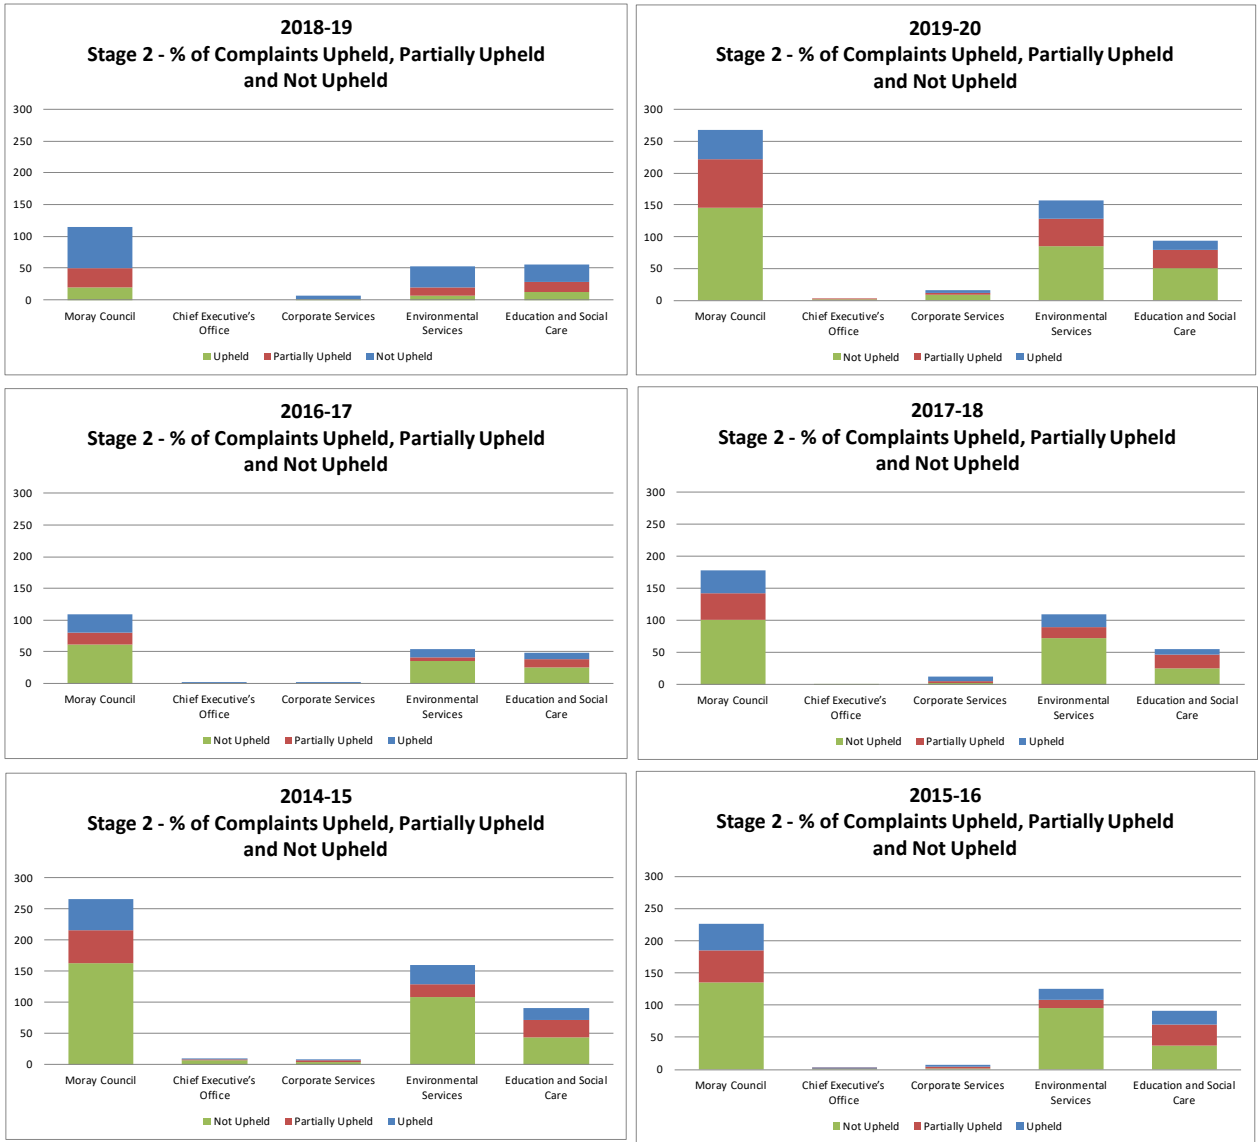 2018-19
Stage 2 - % of Complaints Upheld, Partially Upheld
and Not Upheld
300
250
200
150
100
50
0
Moray Council
Chief Executive's
Office
Corporate Services
Environmental
Services
Education and Social
Care
Upheld
Partially Upheld
Not Upheld
2019-20
Stage 2 - % of Complaints Upheld, Partially Upheld
and Not Upheld
300
250
200
150
100
50
0
Moray Council
Chief Executive's
Office
Corporate Services
Environmental
Services
Education and Social
Care
Not Upheld
Partially Upheld
Upheld
2016-17
Stage 2 - % of Complaints Upheld, Partially Upheld
and Not Upheld
300
250
200
150
100
50
0
Moray Council
Chief Executive's
Office
Corporate Services
Environmental
Services
Education and Social
Care
Not Upheld
Partially Upheld
Upheld
2017-18
Stage 2 - % of Complaints Upheld, Partially Upheld
and Not Upheld
300
250
200
150
100
50
0
Moray Council
Chief Executive's
Office
Corporate Services
Environmental
Services
Education and Social
Care
Not Upheld
Partially Upheld
Upheld
2014-15
Stage 2 - % of Complaints Upheld, Partially Upheld
and Not Upheld
300
250
200
150
100
50
0
Moray Council
Chief Executive's
Office
Corporate Services
Environmental
Services
Education and Social
Care
Not Upheld
Partially Upheld
Upheld
2015-16
Stage 2 - % of Complaints Upheld, Partially Upheld
and Not Upheld
300
250
200
150
100
50
0
Moray Council
Chief Executive's
Office
Corporate Services
Environmental
Services
Education and Social
Care
Not Upheld
Partially Upheld
Upheld